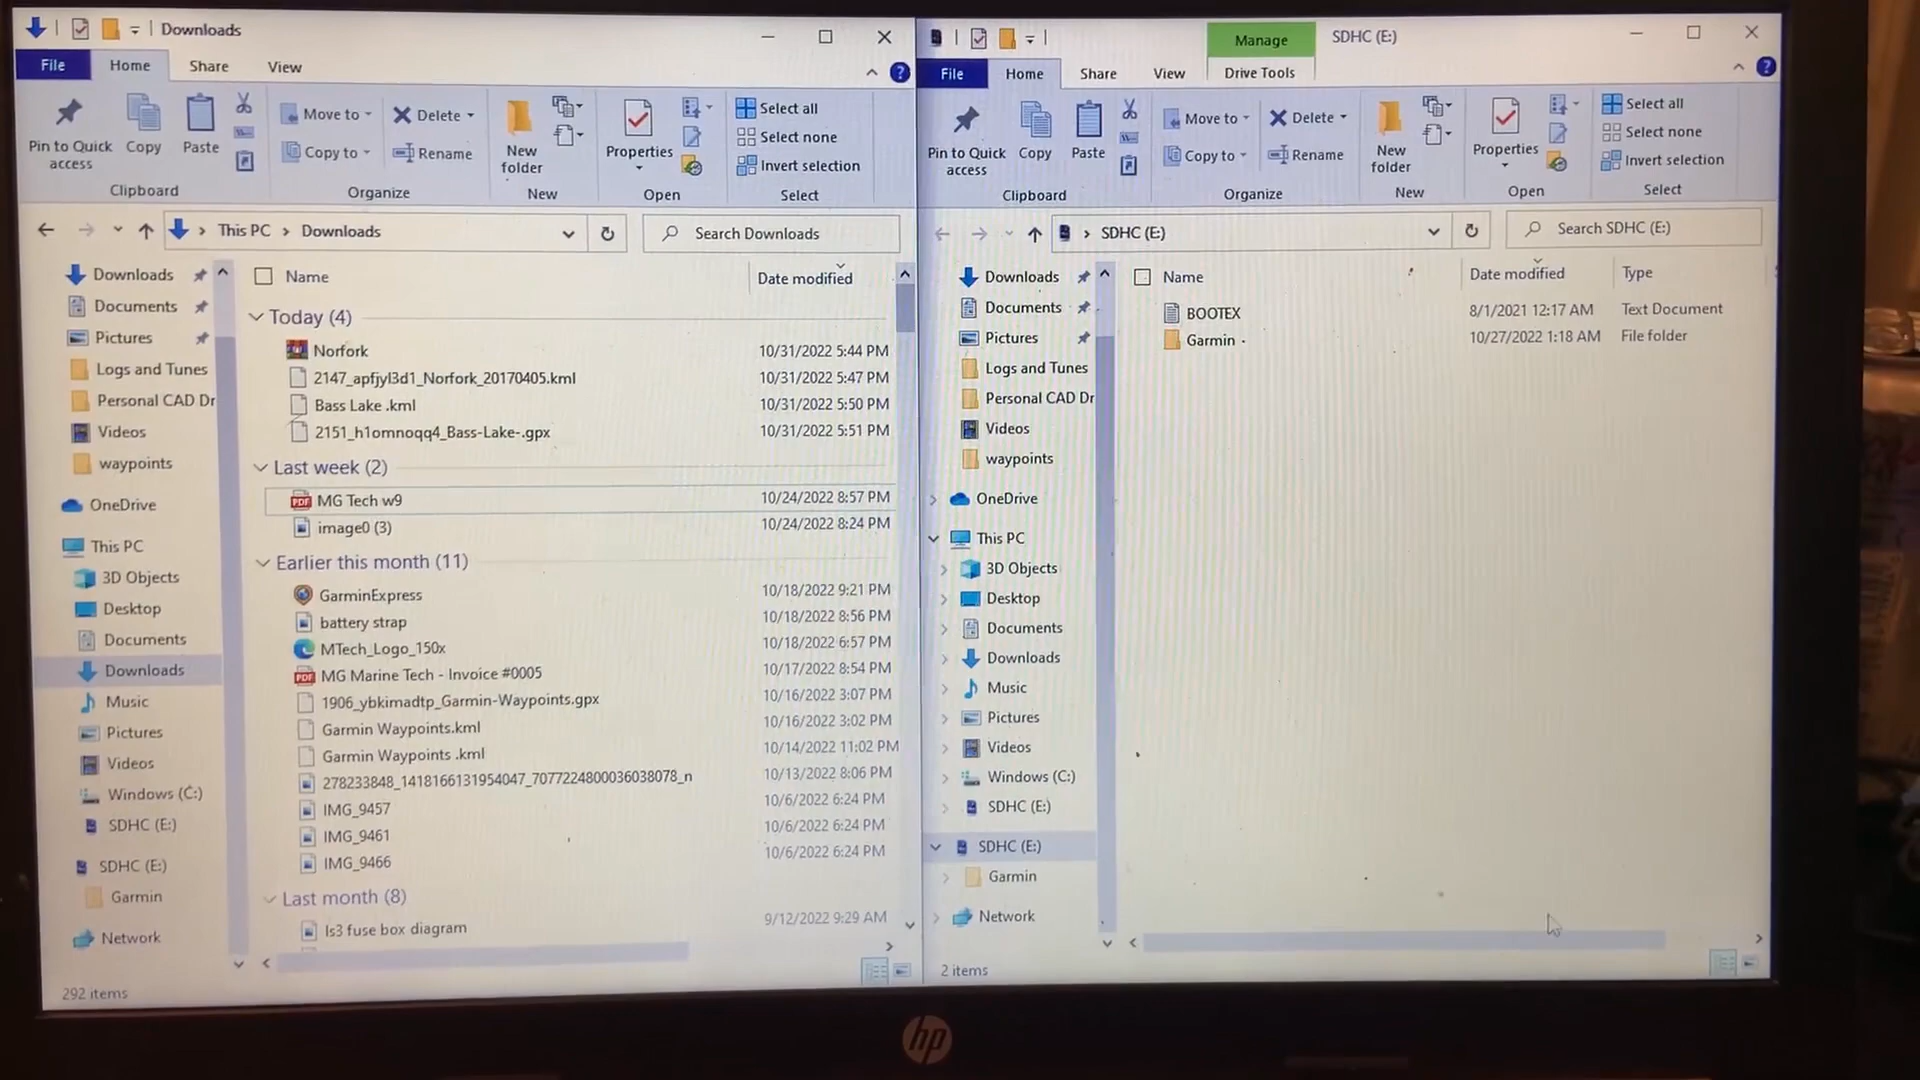 Downloads
File
Home
Share
View
Pin to Quick access
Copy
Paste
Clipboard
Move to
Copy to
Delete
Rename
Organize
New folder
New
Properties
Open
Select all
Select none
Invert selection
Select
This PC > Downloads
Search Downloads
Downloads
Documents
Pictures
Logs and Tunes
Personal CAD Dr
Videos
waypoints
OneDrive
This PC
3D Objects
Desktop
Documents
Downloads
Music
Pictures
Videos
Windows (C:)
SDHC (E:)
SDHC (E:)
Garmin
Network
Name Date modified
Today (4)
Norfork 10/31/2022 5:44 PM
2147_apfjyl3d1_Norfork_20170405.kml 10/31/2022 5:47 PM
Bass Lake .kml 10/31/2022 5:50 PM
2151_h1omnoqq4_Bass-Lake-.gpx 10/31/2022 5:51 PM
Last week (2)
MG Tech w9 10/24/2022 8:57 PM
image0 (3) 10/24/2022 8:24 PM
Earlier this month (11)
GarminExpress 10/18/2022 9:21 PM
battery strap 10/18/2022 8:56 PM
MTech_Logo_150x 10/18/2022 6:57 PM
MG Marine Tech - Invoice #0005 10/17/2022 8:54 PM
1906_ybkimadtp_Garmin-Waypoints.gpx 10/16/2022 3:07 PM
Garmin Waypoints.kml 10/16/2022 3:02 PM
Garmin Waypoints .kml 10/14/2022 11:02 PM
278233848_1418166131954047_7077224800036038078_n 10/13/2022 8:06 PM
IMG_9457 10/6/2022 6:24 PM
IMG_9461 10/6/2022 6:24 PM
IMG_9466 10/6/2022 6:24 PM
Last month (8)
ls3 fuse box diagram 9/12/2022 9:29 AM
292 items
Manage
SDHC (E:)
File
Home
Share
View
Drive Tools
Pin to Quick access
Copy
Paste
Clipboard
Move to
Copy to
Delete
Rename
Organize
New folder
New
Properties
Open
Select all
Select none
Invert selection
Select
> SDHC (E:)
Search SDHC (E:)
Downloads
Documents
Pictures
Logs and Tunes
Personal CAD Dr
Videos
waypoints
OneDrive
This PC
3D Objects
Desktop
Documents
Downloads
Music
Pictures
Videos
Windows (C:)
SDHC (E:)
SDHC (E:)
Garmin
Network
Name Date modified Type
BOOTEX 8/1/2021 12:17 AM Text Document
Garmin 10/27/2022 1:18 AM File folder
2 items
hp